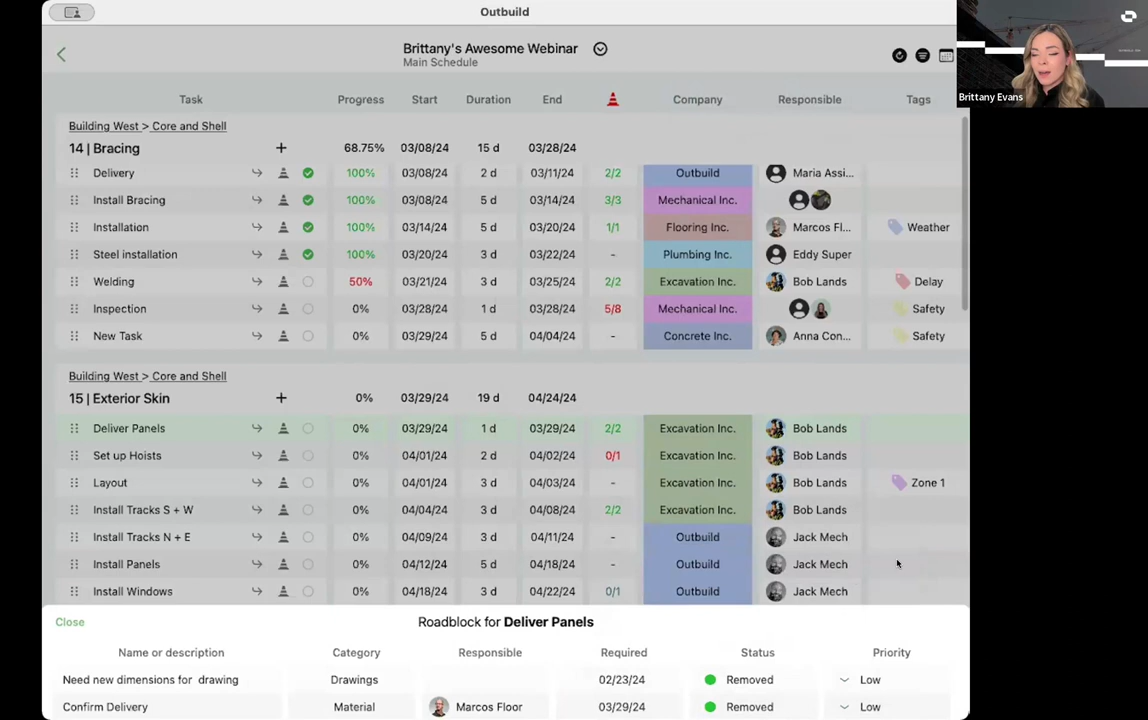 Outbuild
Brittany's Awesome Webinar
Main Schedule
Brittany Evans
Task Progress Start Duration End Company Responsible Tags
Building West > Core and Shell
14 | Bracing + 68.75% 03/08/24 15 d 03/28/24
Delivery 100% 03/08/24 2 d 03/11/24 2/2 Outbuild Maria Assi...
Install Bracing 100% 03/08/24 5 d 03/14/24 3/3 Mechanical Inc.
Installation 100% 03/14/24 5 d 03/20/24 1/1 Flooring Inc. Marcos Fl... Weather
Steel installation 100% 03/20/24 3 d 03/22/24 - Plumbing Inc. Eddy Super
Welding 50% 03/21/24 3 d 03/25/24 2/2 Excavation Inc. Bob Lands Delay
Inspection 0% 03/28/24 1 d 03/28/24 5/8 Mechanical Inc. Safety
New Task 0% 03/29/24 5 d 04/04/24 - Concrete Inc. Anna Con... Safety
Building West > Core and Shell
15 | Exterior Skin + 0% 03/29/24 19 d 04/24/24
Deliver Panels 0% 03/29/24 1 d 03/29/24 2/2 Excavation Inc. Bob Lands
Set up Hoists 0% 04/01/24 2 d 04/02/24 0/1 Excavation Inc. Bob Lands
Layout 0% 04/01/24 3 d 04/03/24 - Excavation Inc. Bob Lands Zone 1
Install Tracks S + W 0% 04/04/24 3 d 04/08/24 2/2 Excavation Inc. Bob Lands
Install Tracks N + E 0% 04/09/24 3 d 04/11/24 - Outbuild Jack Mech
Install Panels 0% 04/12/24 5 d 04/18/24 - Outbuild Jack Mech
Install Windows 0% 04/18/24 3 d 04/22/24 0/1 Outbuild Jack Mech
Close Roadblock for Deliver Panels
Name or description Category Responsible Required Status Priority
Need new dimensions for drawing Drawings 02/23/24 Removed Low
Confirm Delivery Material Marcos Floor 03/29/24 Removed Low